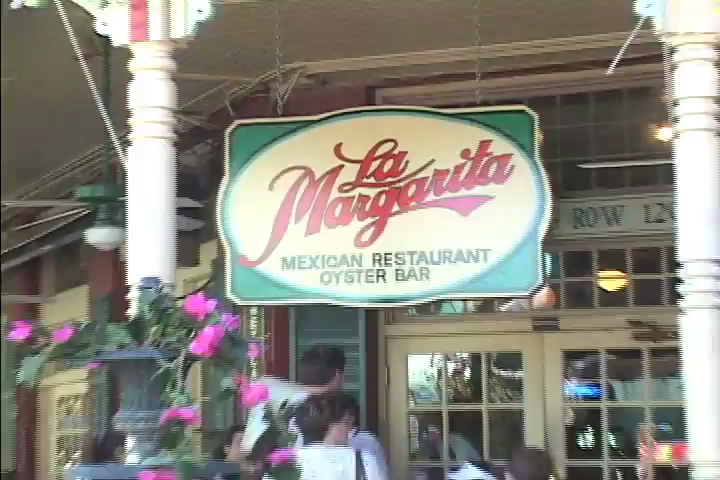 La
Margarita
MEXICAN RESTAURANT
OYSTER BAR
ROW